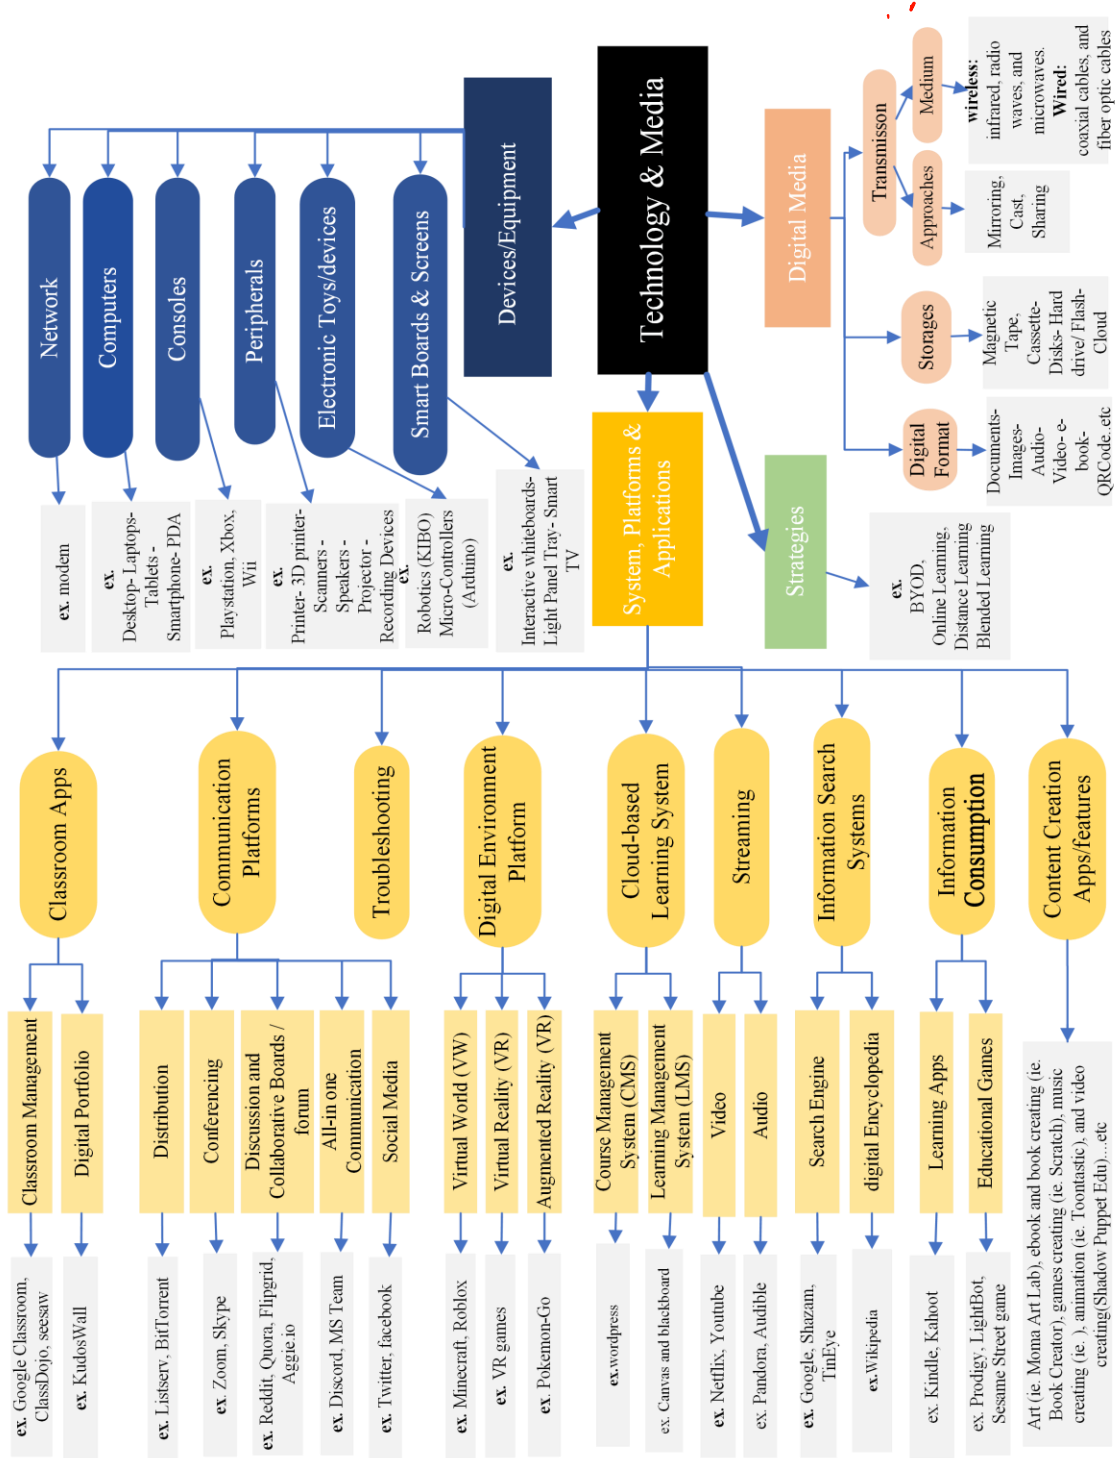 Technology & Media
Devices/Equipment
Network
ex. modem
Computers
ex.
Desktop- Laptops-
Tablets -
Smartphone- PDA
Consoles
ex.
Playstation, Xbox,
Wii
Peripherals
ex.
Printer- 3D printer-
Scanners -
Speakers -
Projector -
Recording Devices
Electronic Toys/devices
ex.
Robotics (KIBO)
Micro-Controllers
(Arduino)
Smart Boards & Screens
ex.
Interactive whiteboards-
Light Panel Tray- Smart
TV
Digital Media
Transmisson
Medium
wireless:
infrared, radio
waves, and
microwaves.
Wired:
coaxial cables, and
fiber optic cables
Approaches
Mirroring,
Cast,
Sharing
Storages
Magnetic
Tape,
Cassette-
Disks- Hard
drive/ Flash-
Cloud
Digital
Format
Documents-
Images-
Audio-
Video- e-
book-
QRCode..etc
Strategies
ex.
BYOD,
Online Learning,
Distance Learning
Blended Learning
System, Platforms &
Applications
Classroom Apps
Classroom Management
ex. Google Classroom,
ClassDojo, seesaw
Digital Portfolio
ex. KudosWall
Communication
Platforms
Distribution
ex. Listserv, BitTorrent
Conferencing
ex. Zoom, Skype
Discussion and
Collaborative Boards /
forum
ex. Reddit, Quora, Flipgrid,
Aggie.io
All-in one
Communication
ex. Discord, MS Team
Social Media
ex. Twitter, facebook
Troubleshooting
Digital Environment
Platform
Virtual World (VW)
ex. Minecraft, Roblox
Virtual Reality (VR)
ex. VR games
Augmented Reality (VR)
ex. Pokemon-Go
Cloud-based
Learning System
Course Management
System (CMS)
ex.wordpress
Learning Management
System (LMS)
ex. Canvas and blackboard
Streaming
Video
ex. Netflix, Youtube
Audio
ex. Pandora, Audible
Information Search
Systems
Search Engine
ex. Google, Shazam,
TinEye
digital Encyclopedia
ex.Wikipedia
Information
Consumption
Learning Apps
ex. Kindle, Kahoot
Educational Games
ex. Prodigy, LightBot,
Sesame Street game
Content Creation
Apps/features
Art (ie. Moma Art Lab), ebook and book creating (ie.
Book Creator), games creating (ie. Scratch), music
creating (ie. ), animation (ie. Toontastic), and video
creating(Shadow Puppet Edu)...etc